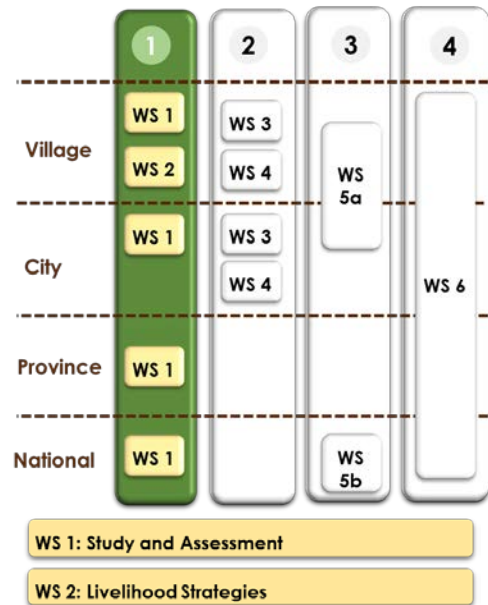 1 2 3 4
Village
WS 1
WS 2
WS 3
WS 4
WS
5a
City
WS 1
WS 3
WS 4
WS 6
Province
WS 1
National
WS 1
WS
5b
WS 1: Study and Assessment
WS 2: Livelihood Strategies